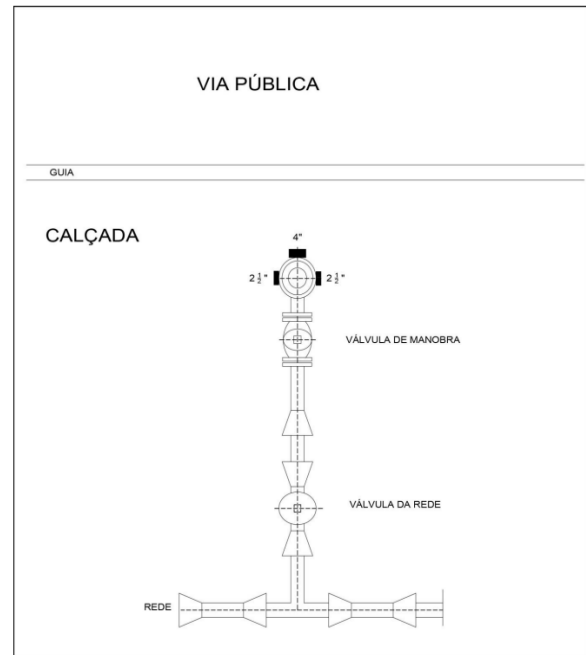 VIA PÚBLICA
GUIA
CALÇADA
4"
2 ½ " 2 ½ "
VÁLVULA DE MANOBRA
VÁLVULA DA REDE
REDE